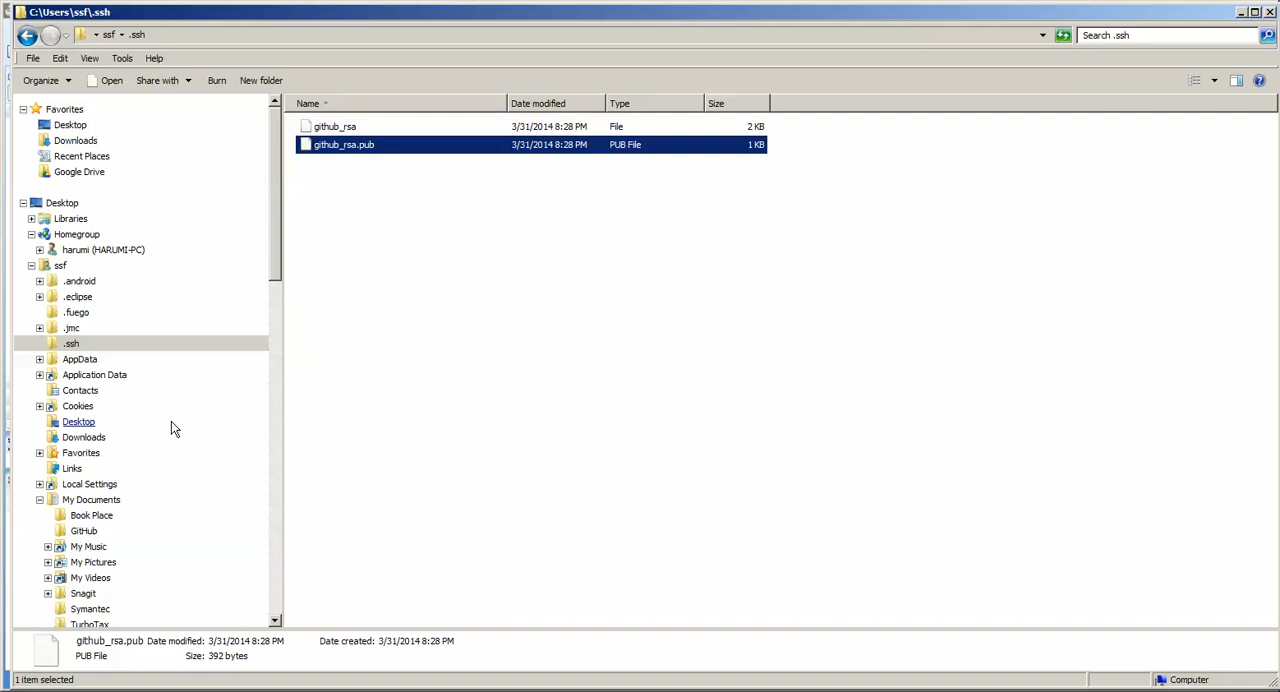 C:\Users\ssf\.ssh
ssf .ssh
Search .ssh
File Edit View Tools Help
Organize Open Share with Burn New folder
Name Date modified Type Size
github_rsa 3/31/2014 8:28 PM File 2 KB
github_rsa.pub 3/31/2014 8:28 PM PUB File 1 KB
Favorites
Desktop
Downloads
Recent Places
Google Drive
Desktop
Libraries
Homegroup
harumi (HARUMI-PC)
ssf
.android
.eclipse
.fuego
.jmc
.ssh
AppData
Application Data
Contacts
Cookies
Desktop
Downloads
Favorites
Links
Local Settings
My Documents
Book Place
GitHub
My Music
My Pictures
My Videos
Snagit
Symantec
TurboTax
github_rsa.pub Date modified: 3/31/2014 8:28 PM Date created: 3/31/2014 8:28 PM
PUB File Size: 392 bytes
1 item selected
Computer